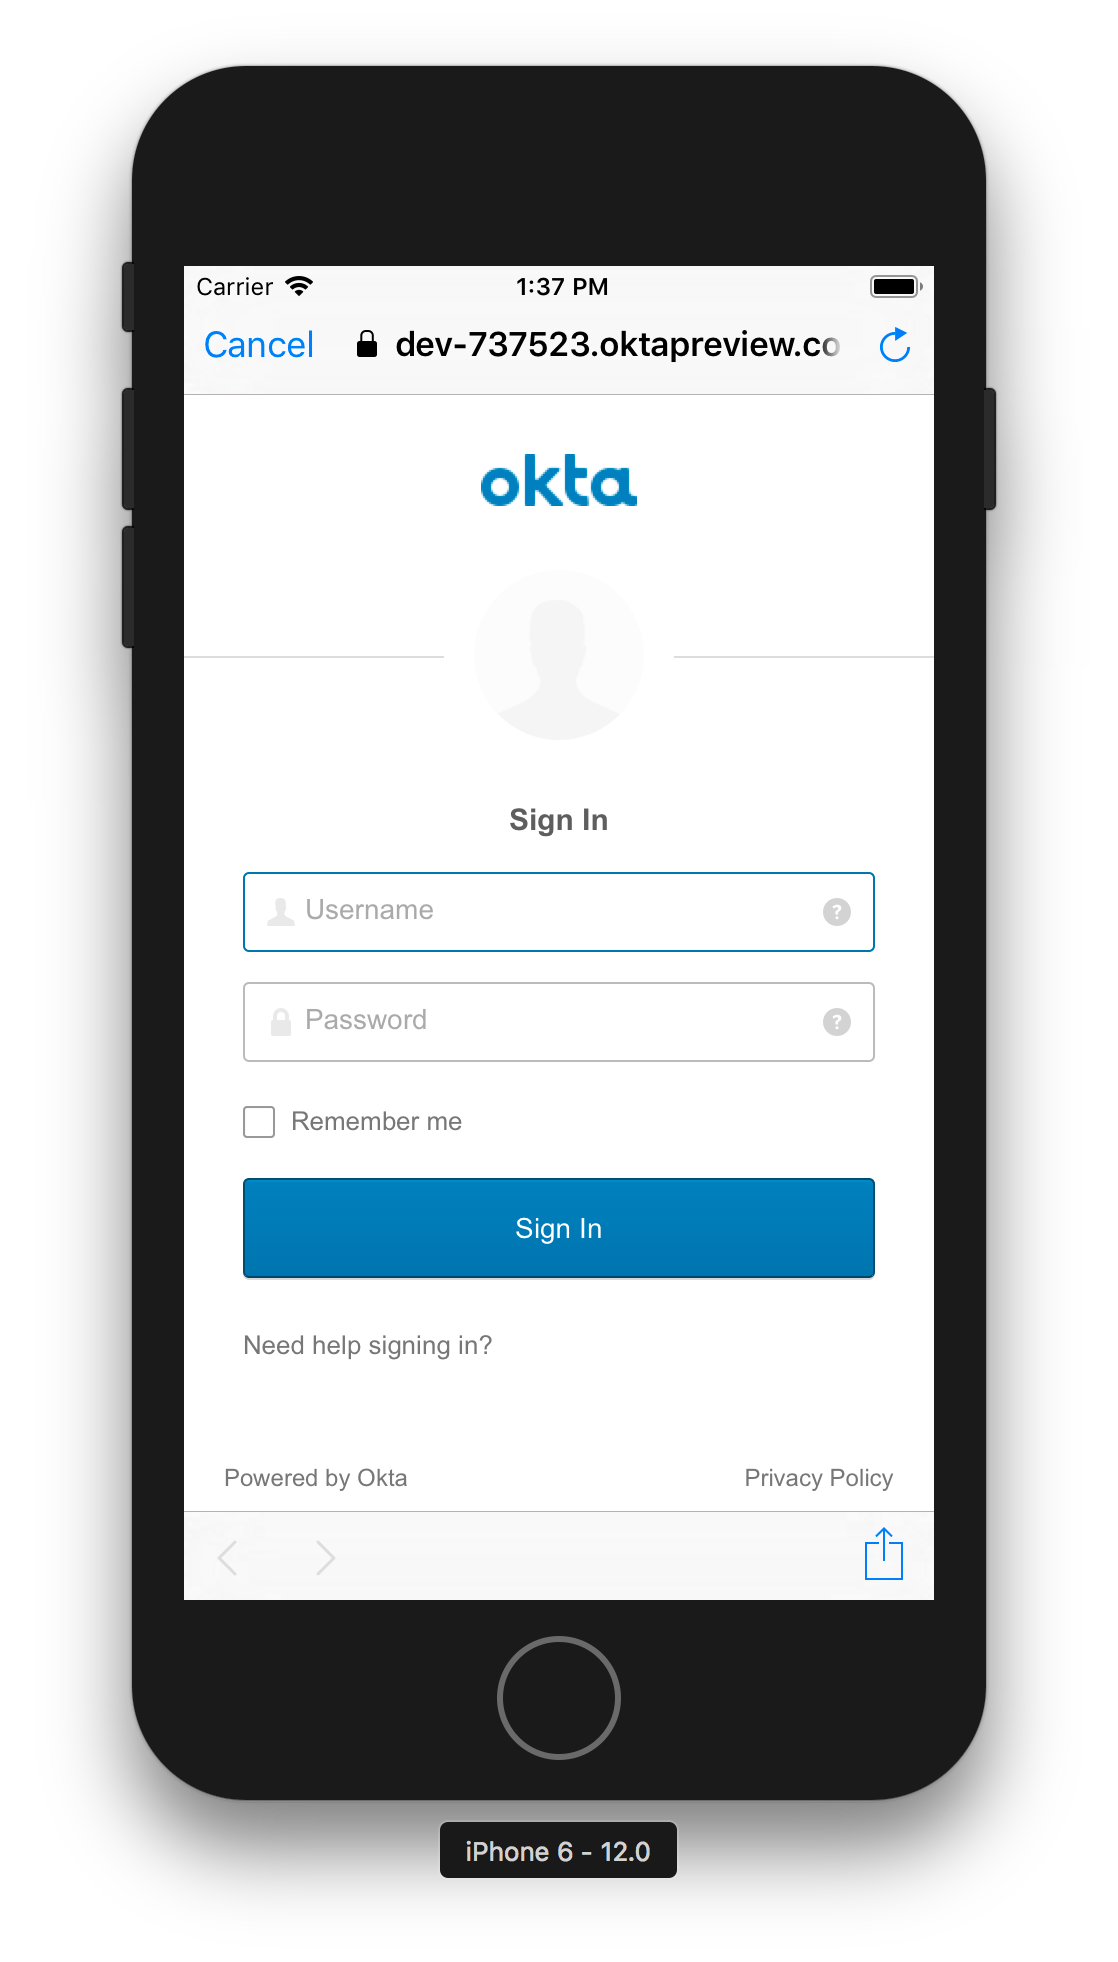 Carrier 1:37 PM
Cancel dev-737523.oktapreview.co
okta
Sign In
Username ?
Password ?
Remember me
Sign In
Need help signing in?
Powered by Okta Privacy Policy
iPhone 6 - 12.0